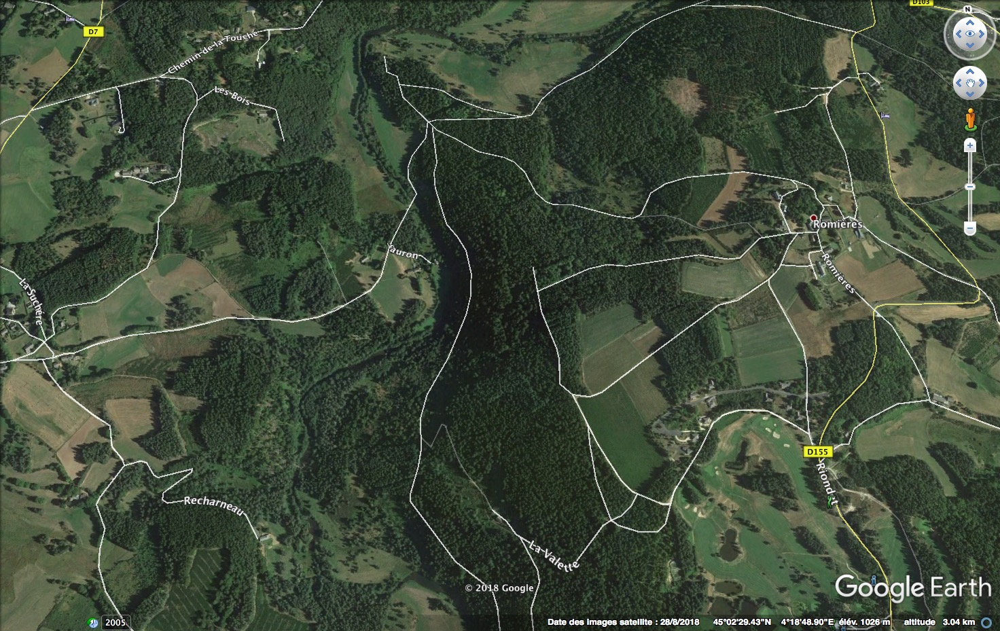 D103
N
D7
Chemin-de-la-Touche
Les-Bois
Romières
Yauron
Romières
La-Suchère
D155
Riondet
Recharneau
La-Valette
© 2018 Google
Google Earth
2005
Date des images satellite : 28/8/2018 45°02'29.43"N 4°18'48.90"E élév. 1026 m altitude 3.04 km